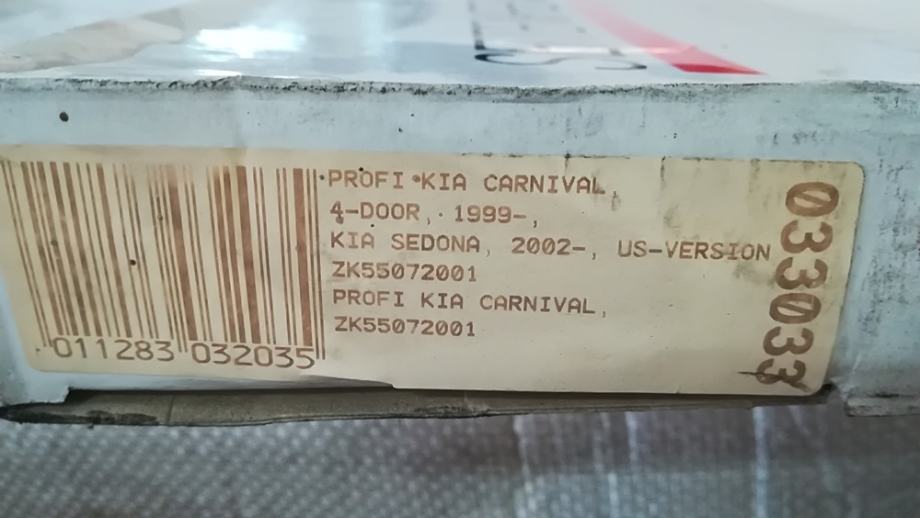 PROFI KIA CARNIVAL,
4-DOOR, 1999-,
KIA SEDONA, 2002-, US-VERSION
ZK55072001
PROFI KIA CARNIVAL,
ZK55072001
011283 032035
033033